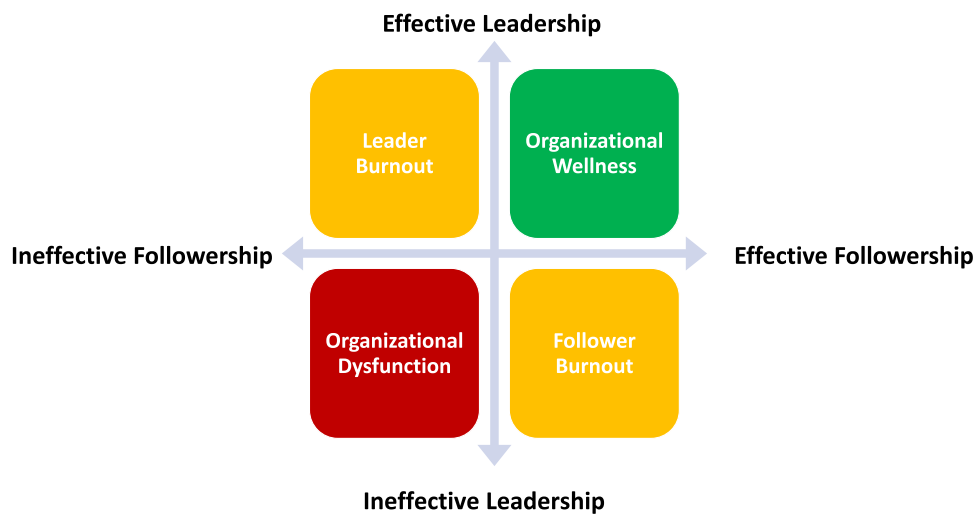 Effective Leadership
Leader
Burnout
Organizational
Wellness
Ineffective Followership
Effective Followership
Organizational
Dysfunction
Follower
Burnout
Ineffective Leadership